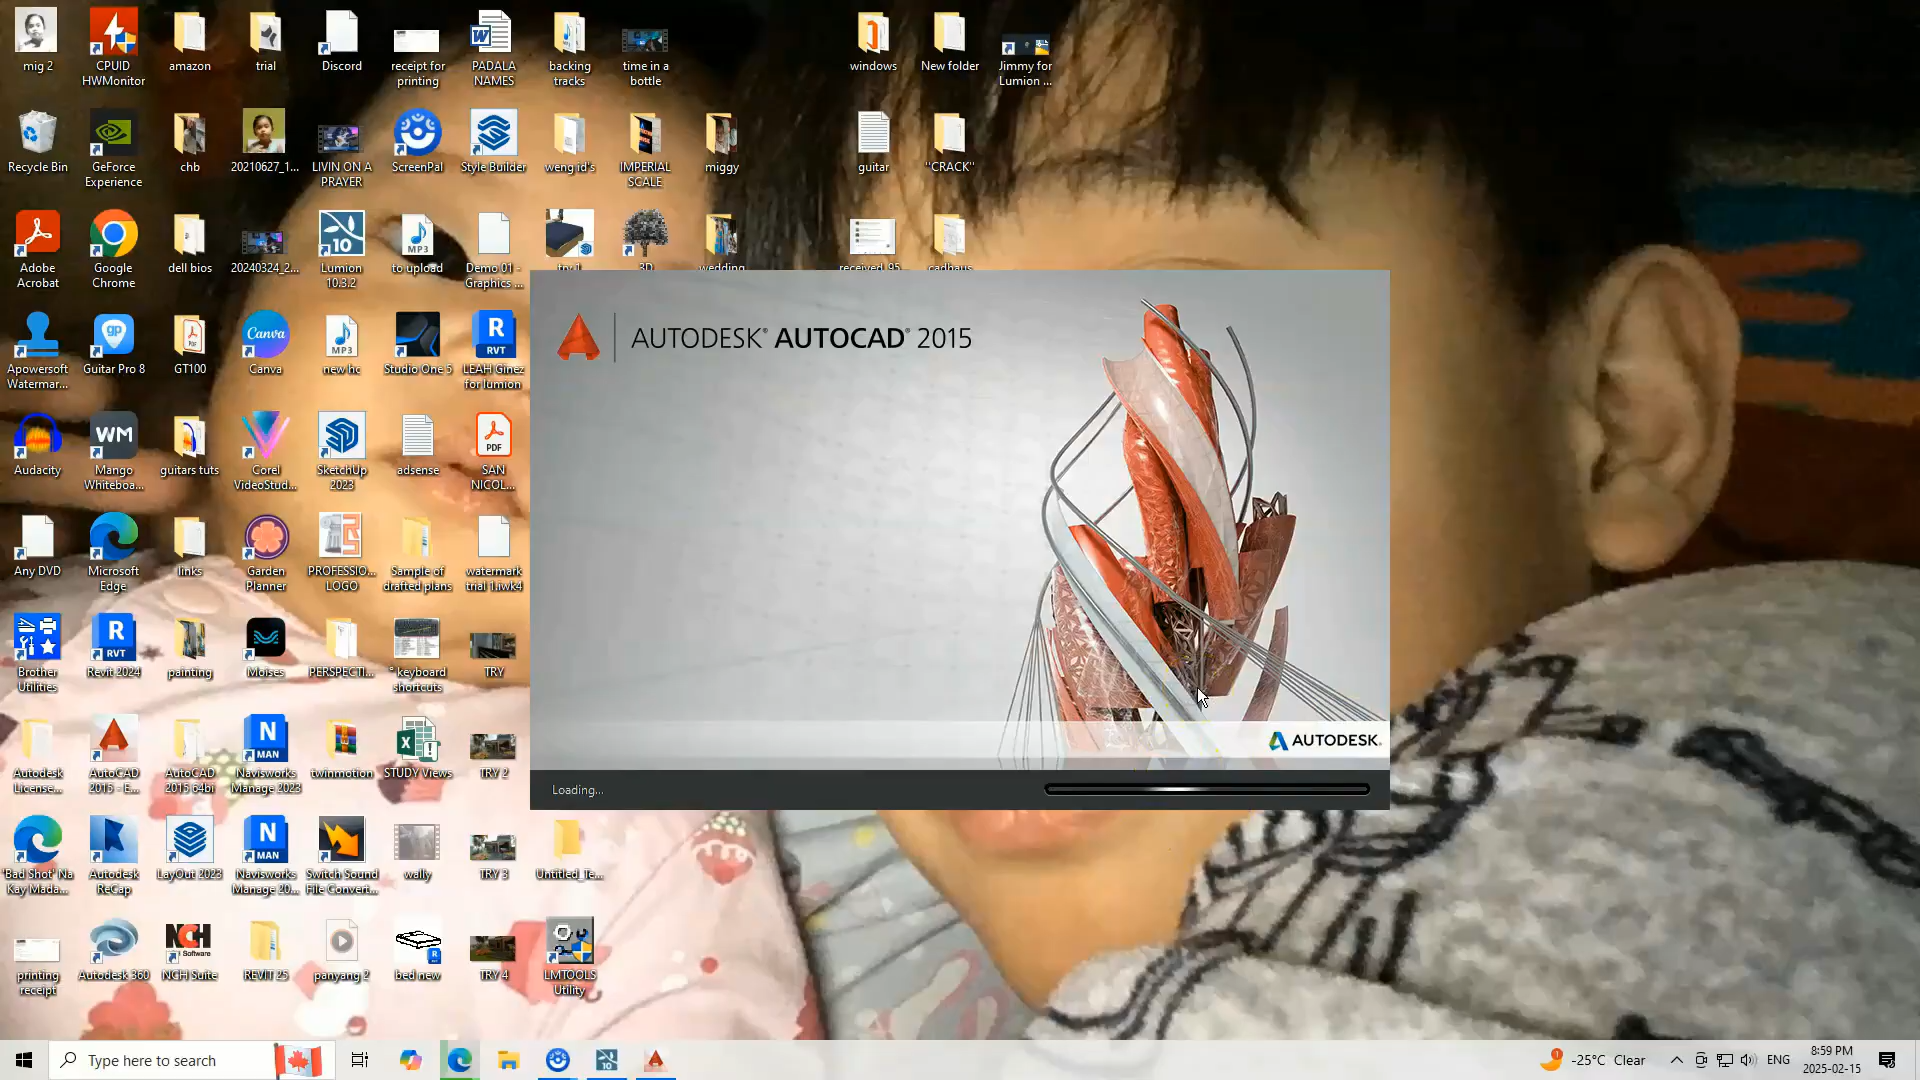 mig 2
CPUID
HWMonitor
amazon
trial
Discord
receipt for
printing
PADALA
NAMES
backing
tracks
time in a
bottle
windows
New folder
Jimmy for
Lumion ...
Recycle Bin
GeForce
Experience
chb
20210627_1...
LIVIN ON A
PRAYER
ScreenPal
Style Builder
weng id's
IMPERIAL
SCALE
miggy
guitar
"CRACK"
Adobe
Acrobat
Google
Chrome
dell bios
20240324_2...
Lumion
10.3.2
to upload
Demo 01 -
Graphics ...
3D
wedding
received_95...
cadhaus
Apowersoft
Watermar...
Guitar Pro 8
GT100
Canva
new hc
Studio One 5
LEAH Ginez
for lumion
AUTODESK® AUTOCAD® 2015
Audacity
Mango
Whiteboa...
guitars tuts
Corel
VideoStud...
SketchUp
2023
adsense
SAN
NICOL...
Any DVD
Microsoft
Edge
links
Garden
Planner
PROFESSIO...
LOGO
Sample of
drafted plans
watermark
trial 1.iwk4
Brother
Utilities
Revit 2024
painting
Moises
PERSPECTI...
keyboard
shortcuts
TRY
Autodesk
License...
AutoCAD
2015 - E...
AutoCAD
2015 64bi
Navisworks
Manage 2023
twinmotion
STUDY Views
TRY 2
AUTODESK.
Loading...
'Bad Shot' Na
Kay Mada...
Autodesk
ReCap
LayOut 2023
Navisworks
Manage 20...
Switch Sound
File Convert...
wally
TRY 3
Untitled_Te...
printing
receipt
Autodesk 360
NCH Suite
REVIT 25
panyang 2
bed new
TRY 4
LMTOOLS
Utility
Type here to search
-25°C Clear
ENG
8:59 PM
2025-02-15